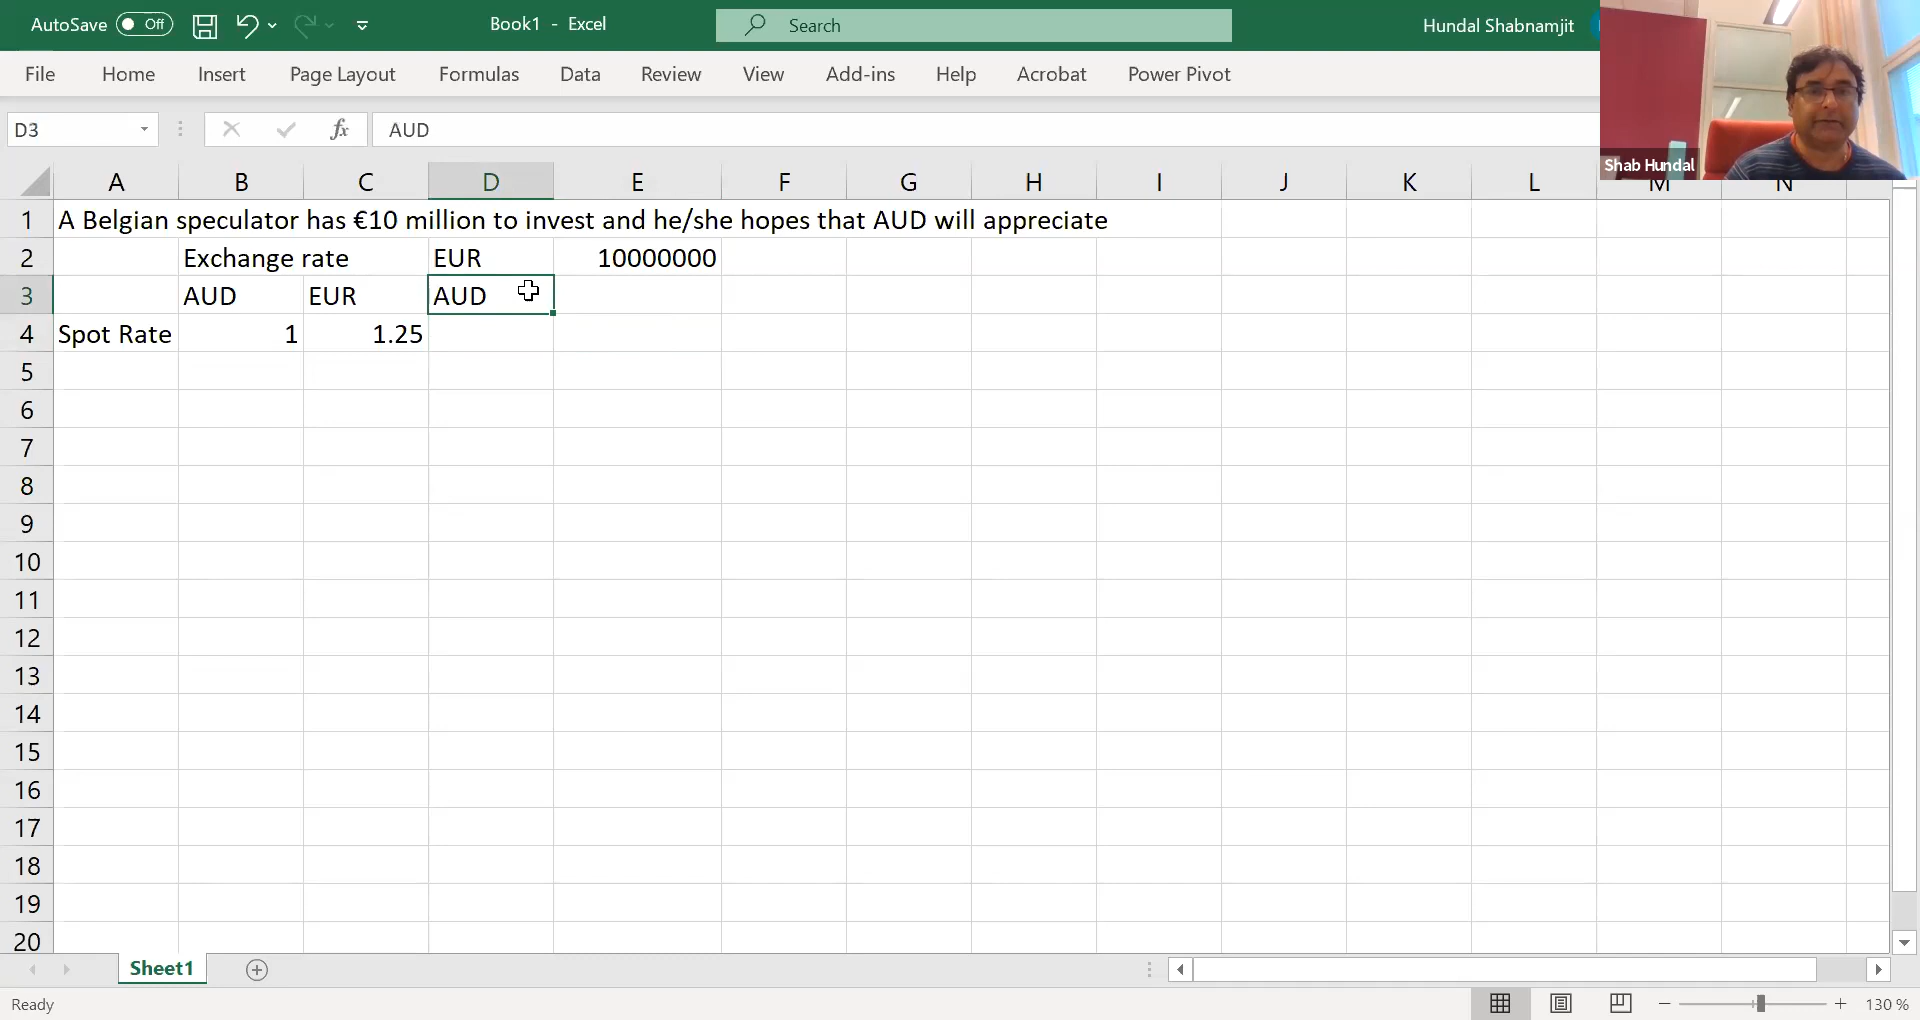 AutoSave Off Book1 - Excel Search Hundal Shabnamjit
File Home Insert Page Layout Formulas Data Review View Add-ins Help Acrobat Power Pivot
D3 fx AUD
Shab Hundal
A B C D E F G H I J K L M N
1 A Belgian speculator has €10 million to invest and he/she hopes that AUD will appreciate
2 Exchange rate EUR 10000000
3 AUD EUR AUD
4 Spot Rate 1 1.25
5
6
7
8
9
10
11
12
13
14
15
16
17
18
19
20
Sheet1
Ready 130 %